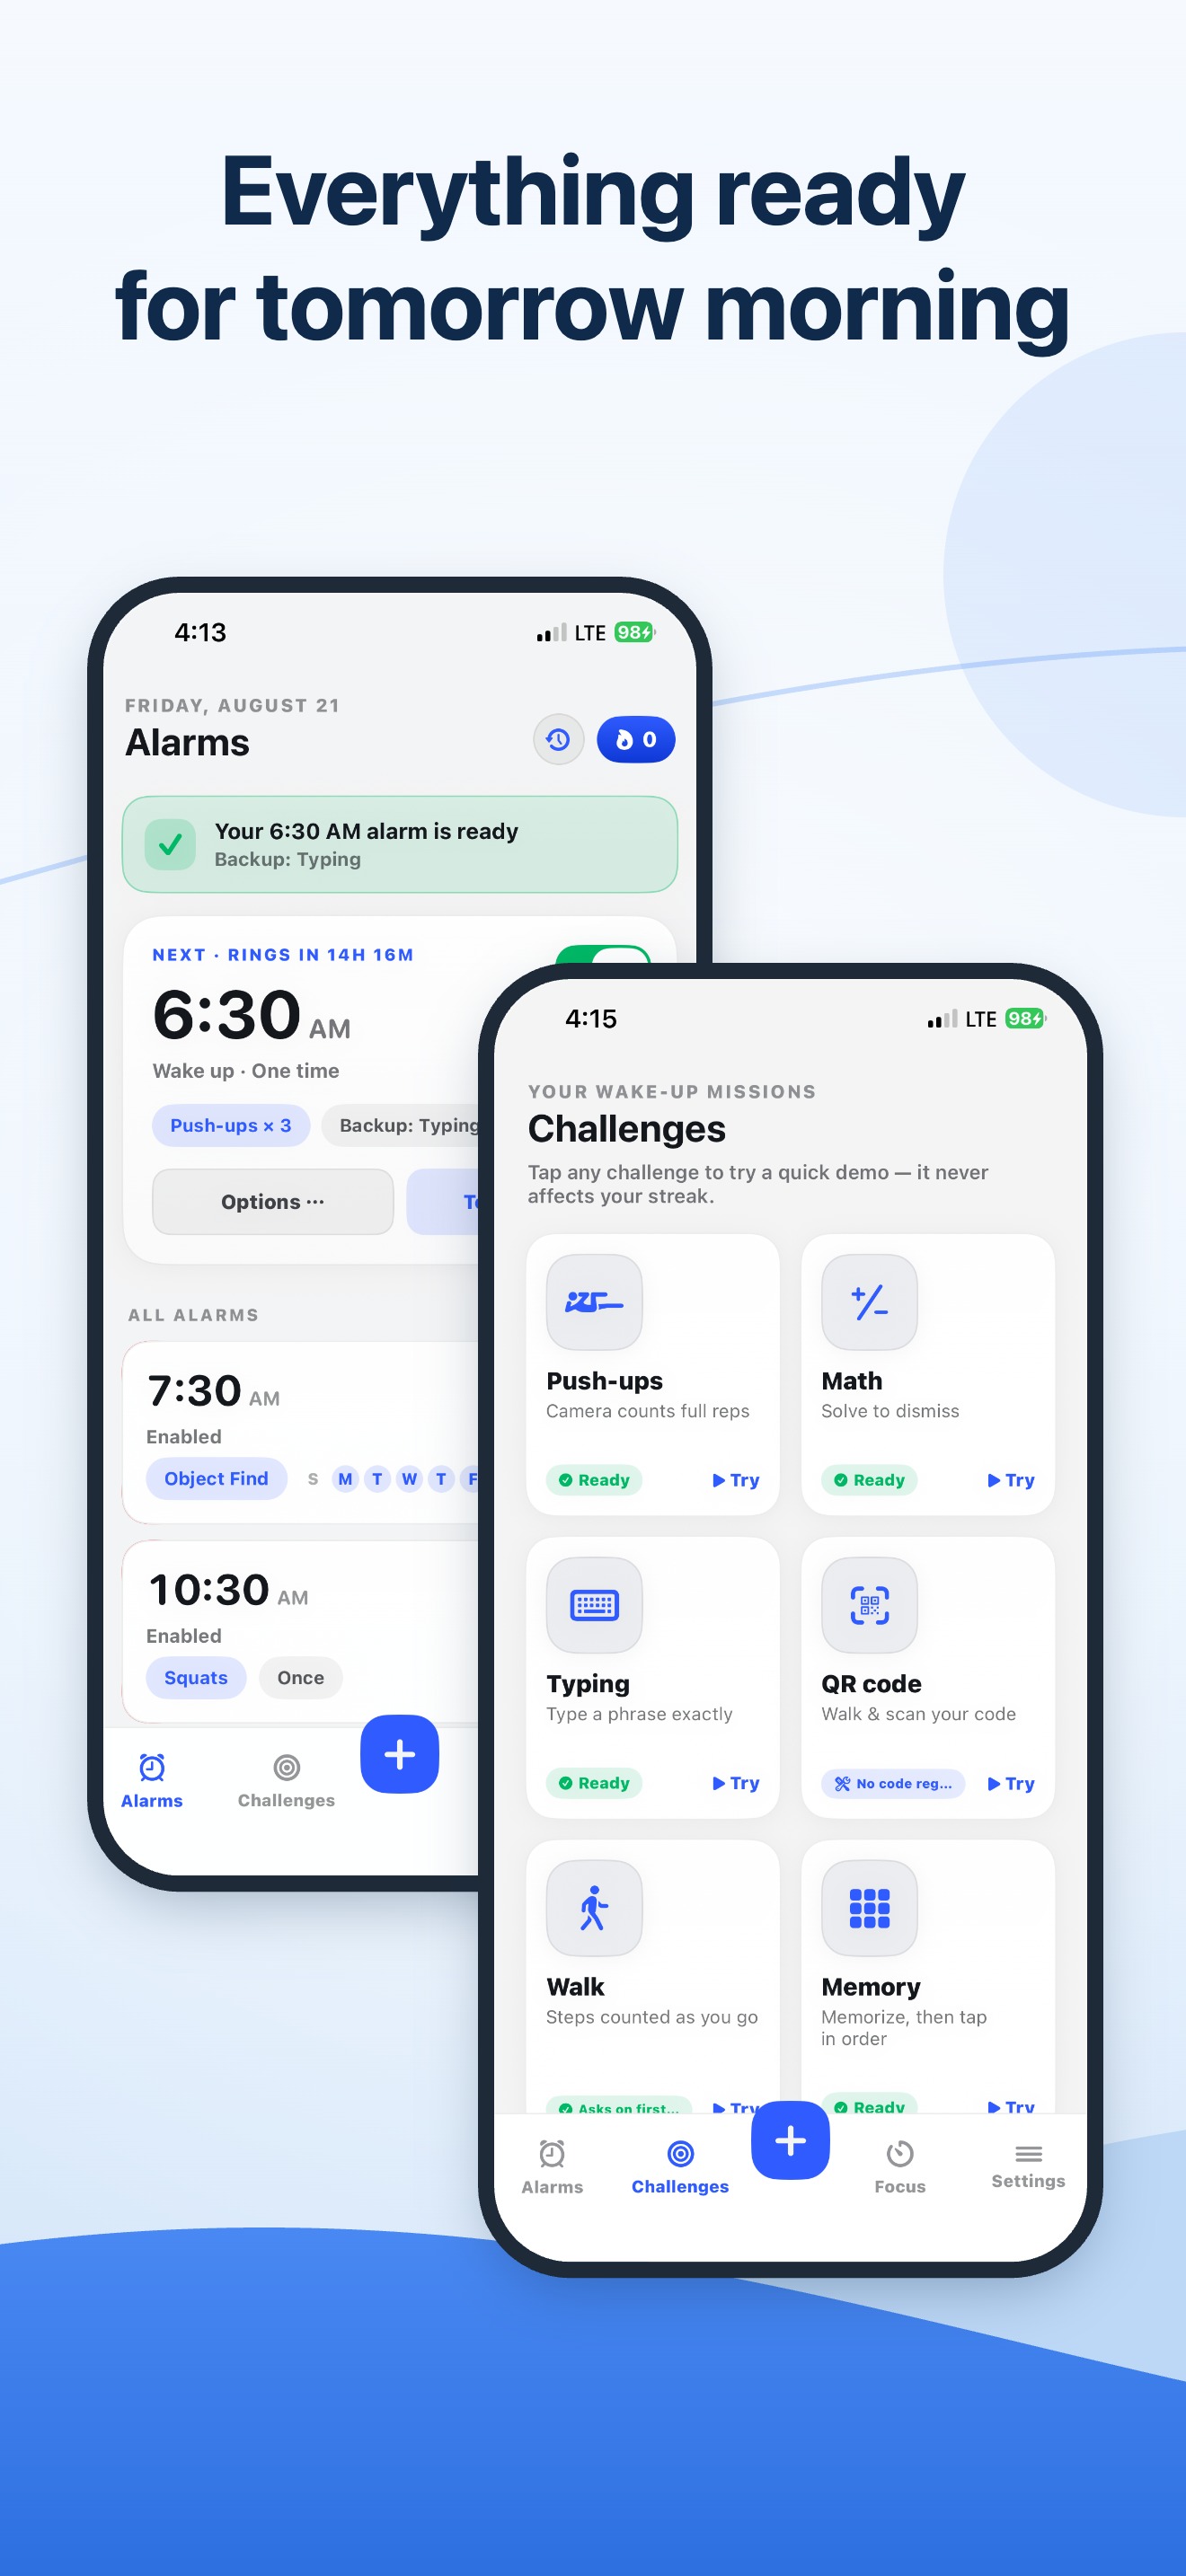 Everything ready
for tomorrow morning
4:13
LTE 98
FRIDAY, AUGUST 21
Alarms
0
Your 6:30 AM alarm is ready
Backup: Typing
NEXT · RINGS IN 14H 16M
6:30 AM
Wake up · One time
Push-ups × 3
Backup: Typing
Options ···
ALL ALARMS
7:30 AM
Enabled
Object Find
S M T W T F
10:30 AM
Enabled
Squats
Once
Alarms
Challenges
4:15
LTE 98
YOUR WAKE-UP MISSIONS
Challenges
Tap any challenge to try a quick demo — it never
affects your streak.
Push-ups
Camera counts full reps
Ready
Try
Math
Solve to dismiss
Ready
Try
Typing
Type a phrase exactly
Ready
Try
QR code
Walk & scan your code
No code reg...
Try
Walk
Steps counted as you go
Asks on first...
Try
Memory
Memorize, then tap
in order
Ready
Try
Alarms
Challenges
Focus
Settings